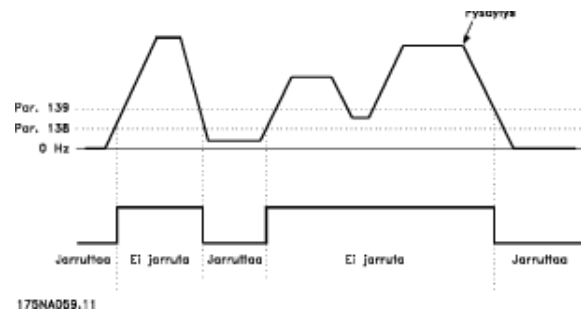 Pysäytys
Par. 139
Par. 138
0 Hz
Jarruttaa Ei jarruta Jarruttaa Ei jarruta Jarruttaa
175NA059.11